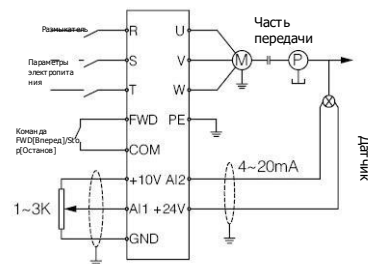 Размыкатель
Параметры
электропита
ния
Команда
FWD[Вперед]/Sto
p[Останов]
1~3K
R
S
T
FWD
COM
+10V
AI1
GND
U
V
W
PE
AI2
+24V
M
P
Часть
передачи
4~20mA
Датчик